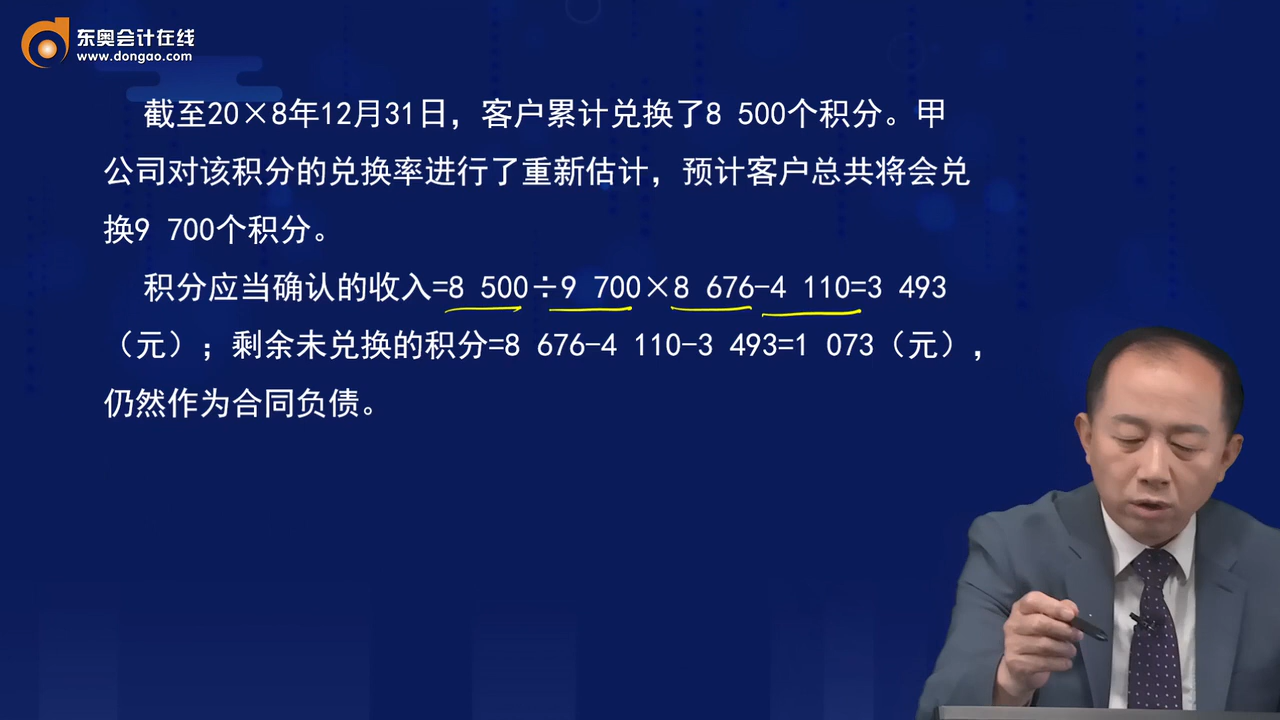 东奥会计在线
www.dongao.com
截至20×8年12月31日，客户累计兑换了8 500个积分。甲
公司对该积分的兑换率进行了重新估计，预计客户总共将会兑
换9 700个积分。
积分应当确认的收入=8 500÷9 700×8 676-4 110=3 493
（元）；剩余未兑换的积分=8 676-4 110-3 493=1 073（元），
仍然作为合同负债。